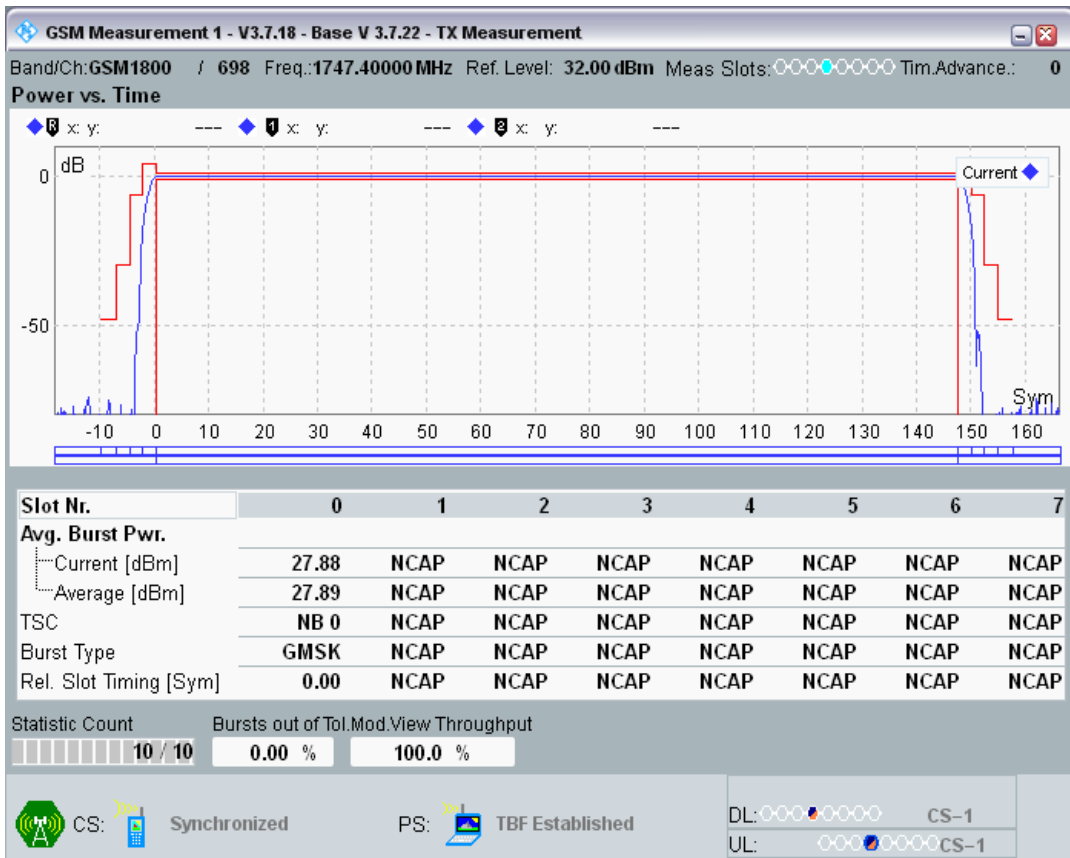 GSM Measurement 1 - V3.7.18 - Base V 3.7.22 - TX Measurement
Band/Ch:GSM1800 / 698 Freq.:1747.40000 MHz Ref. Level: 32.00 dBm Meas Slots: Tim.Advance.: 0
Power vs. Time
R x: y: --- 1 x: y: --- 2 x: y: ---
dB
Current
0
-50
Sym
-10 0 10 20 30 40 50 60 70 80 90 100 110 120 130 140 150 160
Slot Nr. 0 1 2 3 4 5 6 7
Avg. Burst Pwr.
Current [dBm] 27.88 NCAP NCAP NCAP NCAP NCAP NCAP NCAP
Average [dBm] 27.89 NCAP NCAP NCAP NCAP NCAP NCAP NCAP
TSC NB 0 NCAP NCAP NCAP NCAP NCAP NCAP NCAP
Burst Type GMSK NCAP NCAP NCAP NCAP NCAP NCAP NCAP
Rel. Slot Timing [Sym] 0.00 NCAP NCAP NCAP NCAP NCAP NCAP NCAP
Statistic Count Bursts out of Tol.Mod.View Throughput
10 / 10 0.00 % 100.0 %
CS: Synchronized PS: TBF Established
DL: CS-1
UL: CS-1